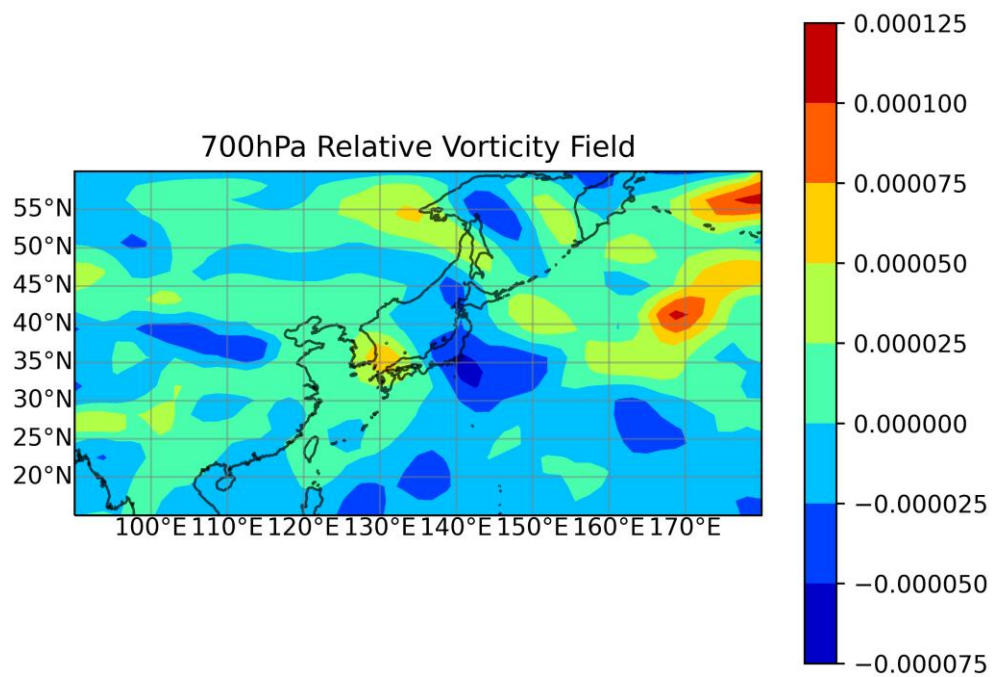 700hPa Relative Vorticity Field
55°N
50°N
45°N
40°N
35°N
30°N
25°N
20°N
100°E 110°E 120°E 130°E 140°E 150°E 160°E 170°E
0.000125
0.000100
0.000075
0.000050
0.000025
0.000000
−0.000025
−0.000050
−0.000075